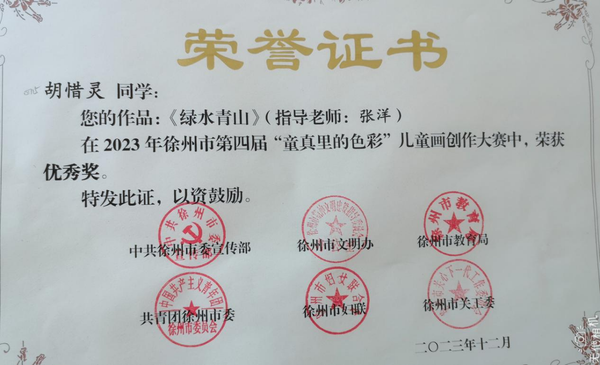 荣誉证书
胡惜灵 同学：
您的作品：《绿水青山》（指导老师：张洋）
在 2023 年徐州市第四届“童真里的色彩”儿童画创作大赛中，荣获
优秀奖。
特发此证，以资鼓励。
中共徐州市委宣传部 徐州市文明办 徐州市教育局
共青团徐州市委 徐州市妇联 徐州市关工委
二〇二三年十二月